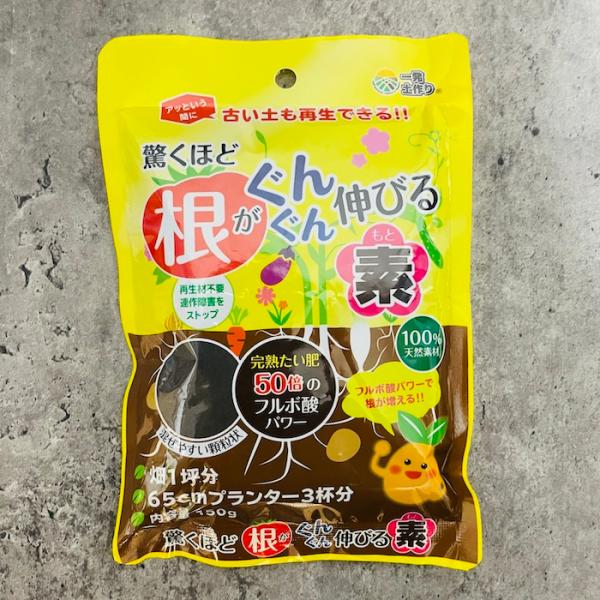 一発
土作り
アッという
間に
古い土も再生できる!!
驚くほど
根がぐんぐん伸びる
もと
素
再生材不要
連作障害を
ストップ
100%
天然素材
完熟たい肥
50倍の
フルボ酸
パワー
フルボ酸パワーで
根が増える!!
混ぜやすい顆粒状
畑1坪分
65cmプランター3杯分
内容量 150g
驚くほど根がぐんぐん伸びる素